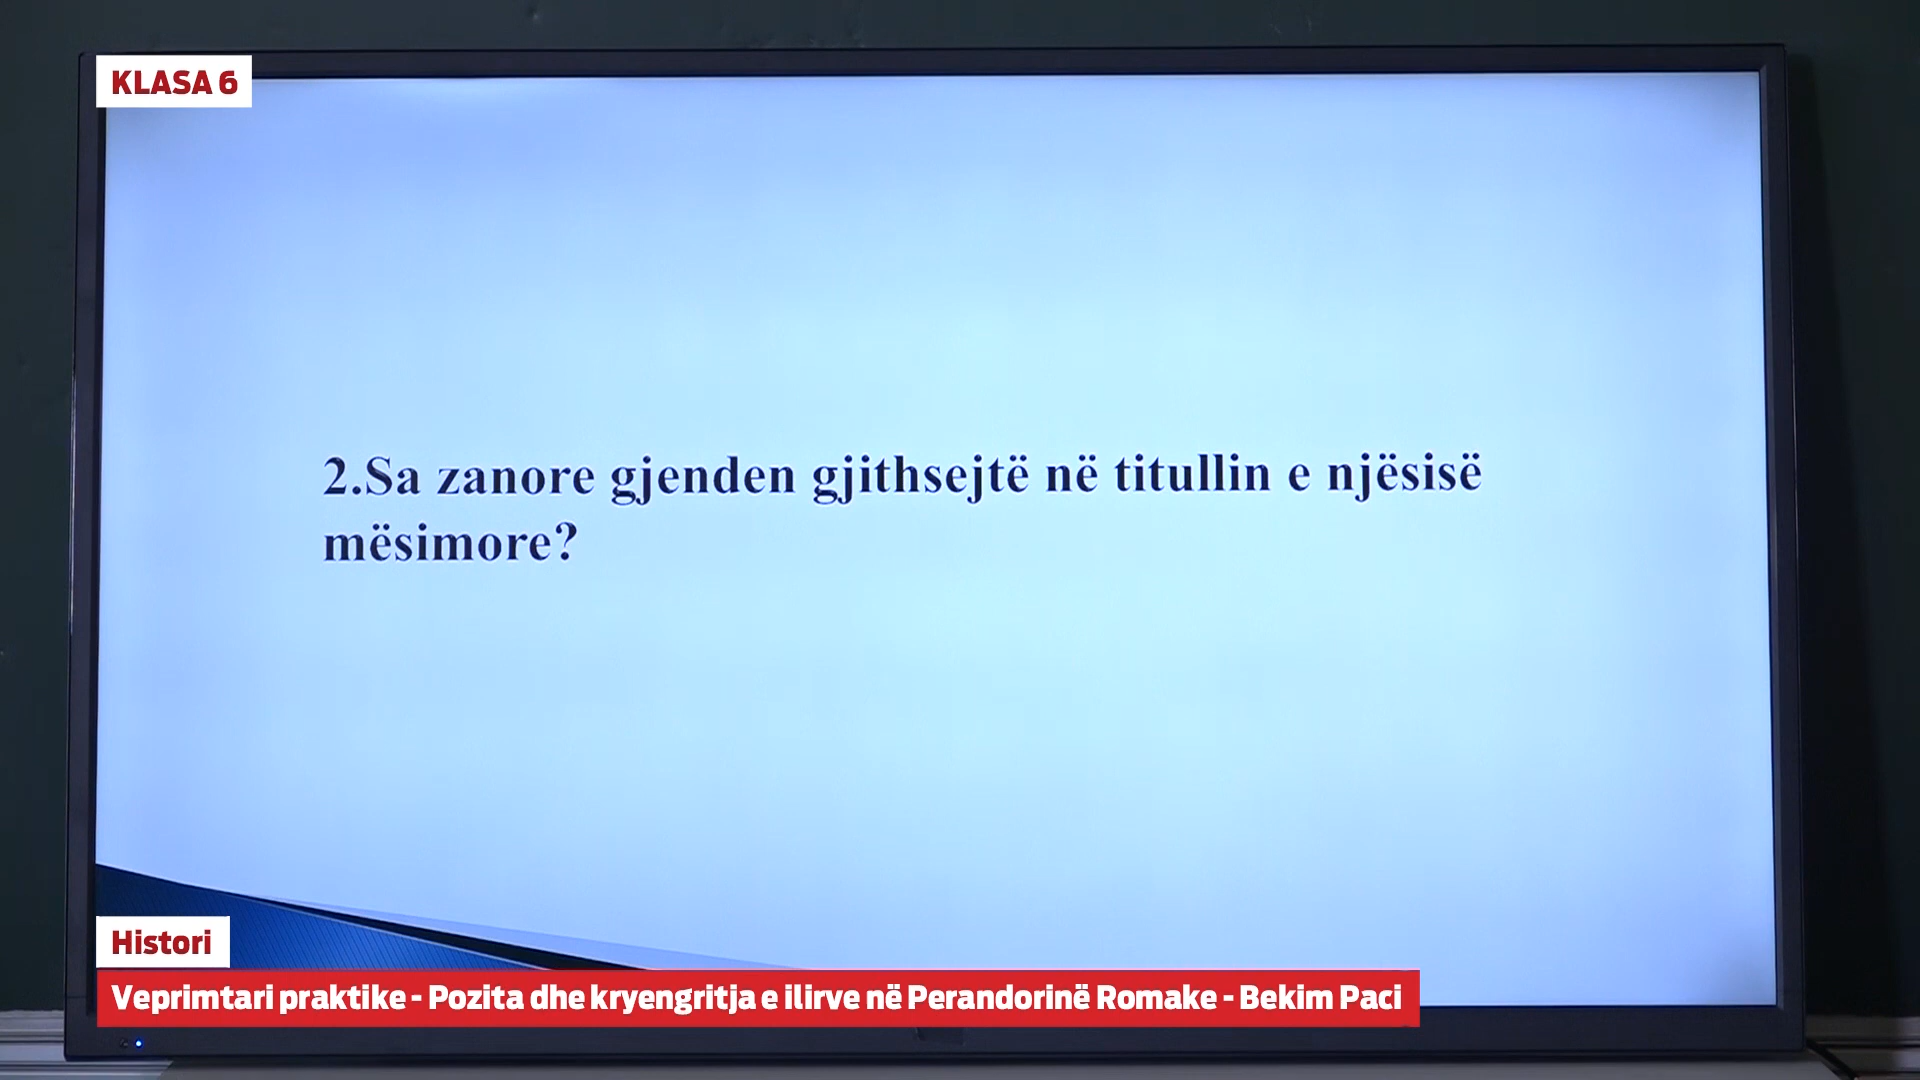 KLASA 6
2.Sa zanore gjenden gjithsejtë në titullin e njësisë
mësimore?
Histori
Veprimtari praktike - Pozita dhe kryengritja e ilirve në Perandorinë Romake - Bekim Paci